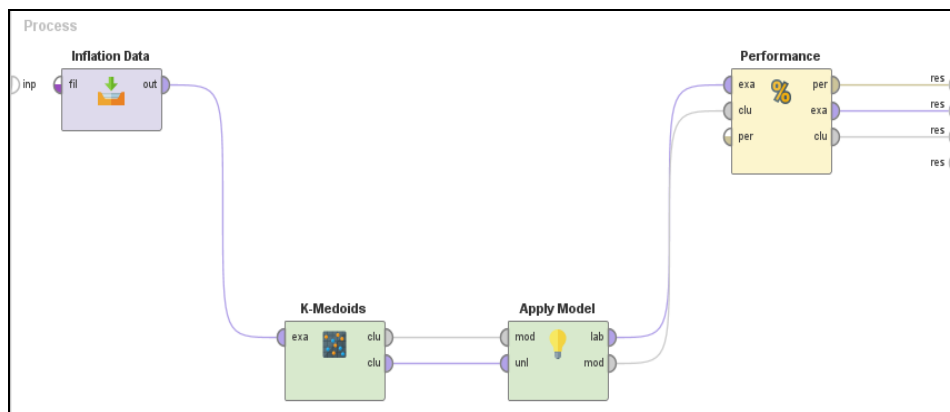 Process
Inflation Data
inp
fil
out
Performance
exa
per
res
clu
exa
res
per
clu
res
res
K-Medoids
exa
clu
clu
Apply Model
mod
lab
unl
mod
%